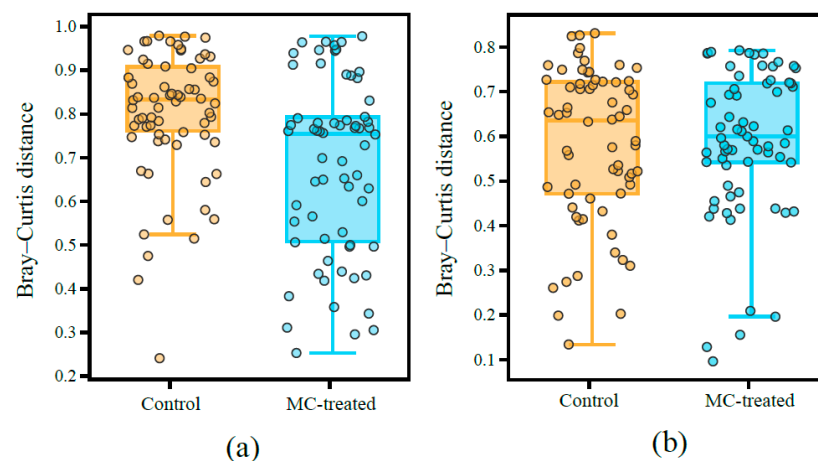 Bray–Curtis distance
1.0
0.9
0.8
0.7
0.6
0.5
0.4
0.3
0.2
Control
MC-treated
(a)
Bray–Curtis distance
0.8
0.7
0.6
0.5
0.4
0.3
0.2
0.1
Control
MC-treated
(b)